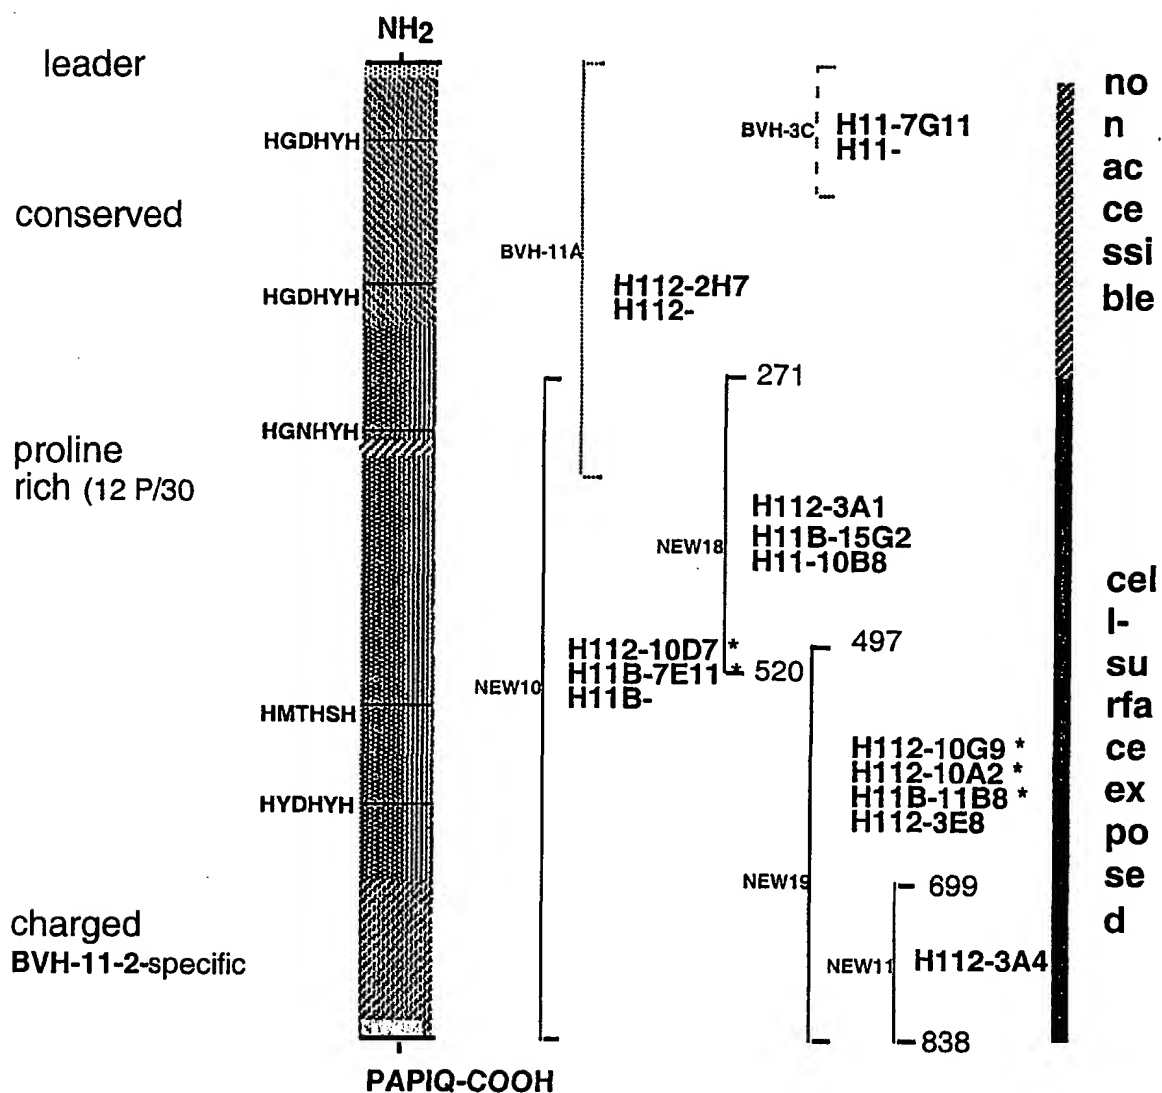 NH2
leader
HGDHYH
conserved
HGDHYH
HGNHYH
proline
rich (12 P/30
HMTHSH
HYDHYH
charged
BVH-11-2-specific
PAPIQ-COOH
BVH-11A
H112-2H7
H112-
BVH-3C
H11-7G11
H11-
NEW10
H112-10D7 *
H11B-7E11 *
H11B-
271
NEW18
H112-3A1
H11B-15G2
H11-10B8
520
497
NEW19
H112-10G9 *
H112-10A2 *
H11B-11B8 *
H112-3E8
699
NEW11
H112-3A4
838
no
n
ac
ce
ssi
ble
cel
l-
su
rfa
ce
ex
po
se
d